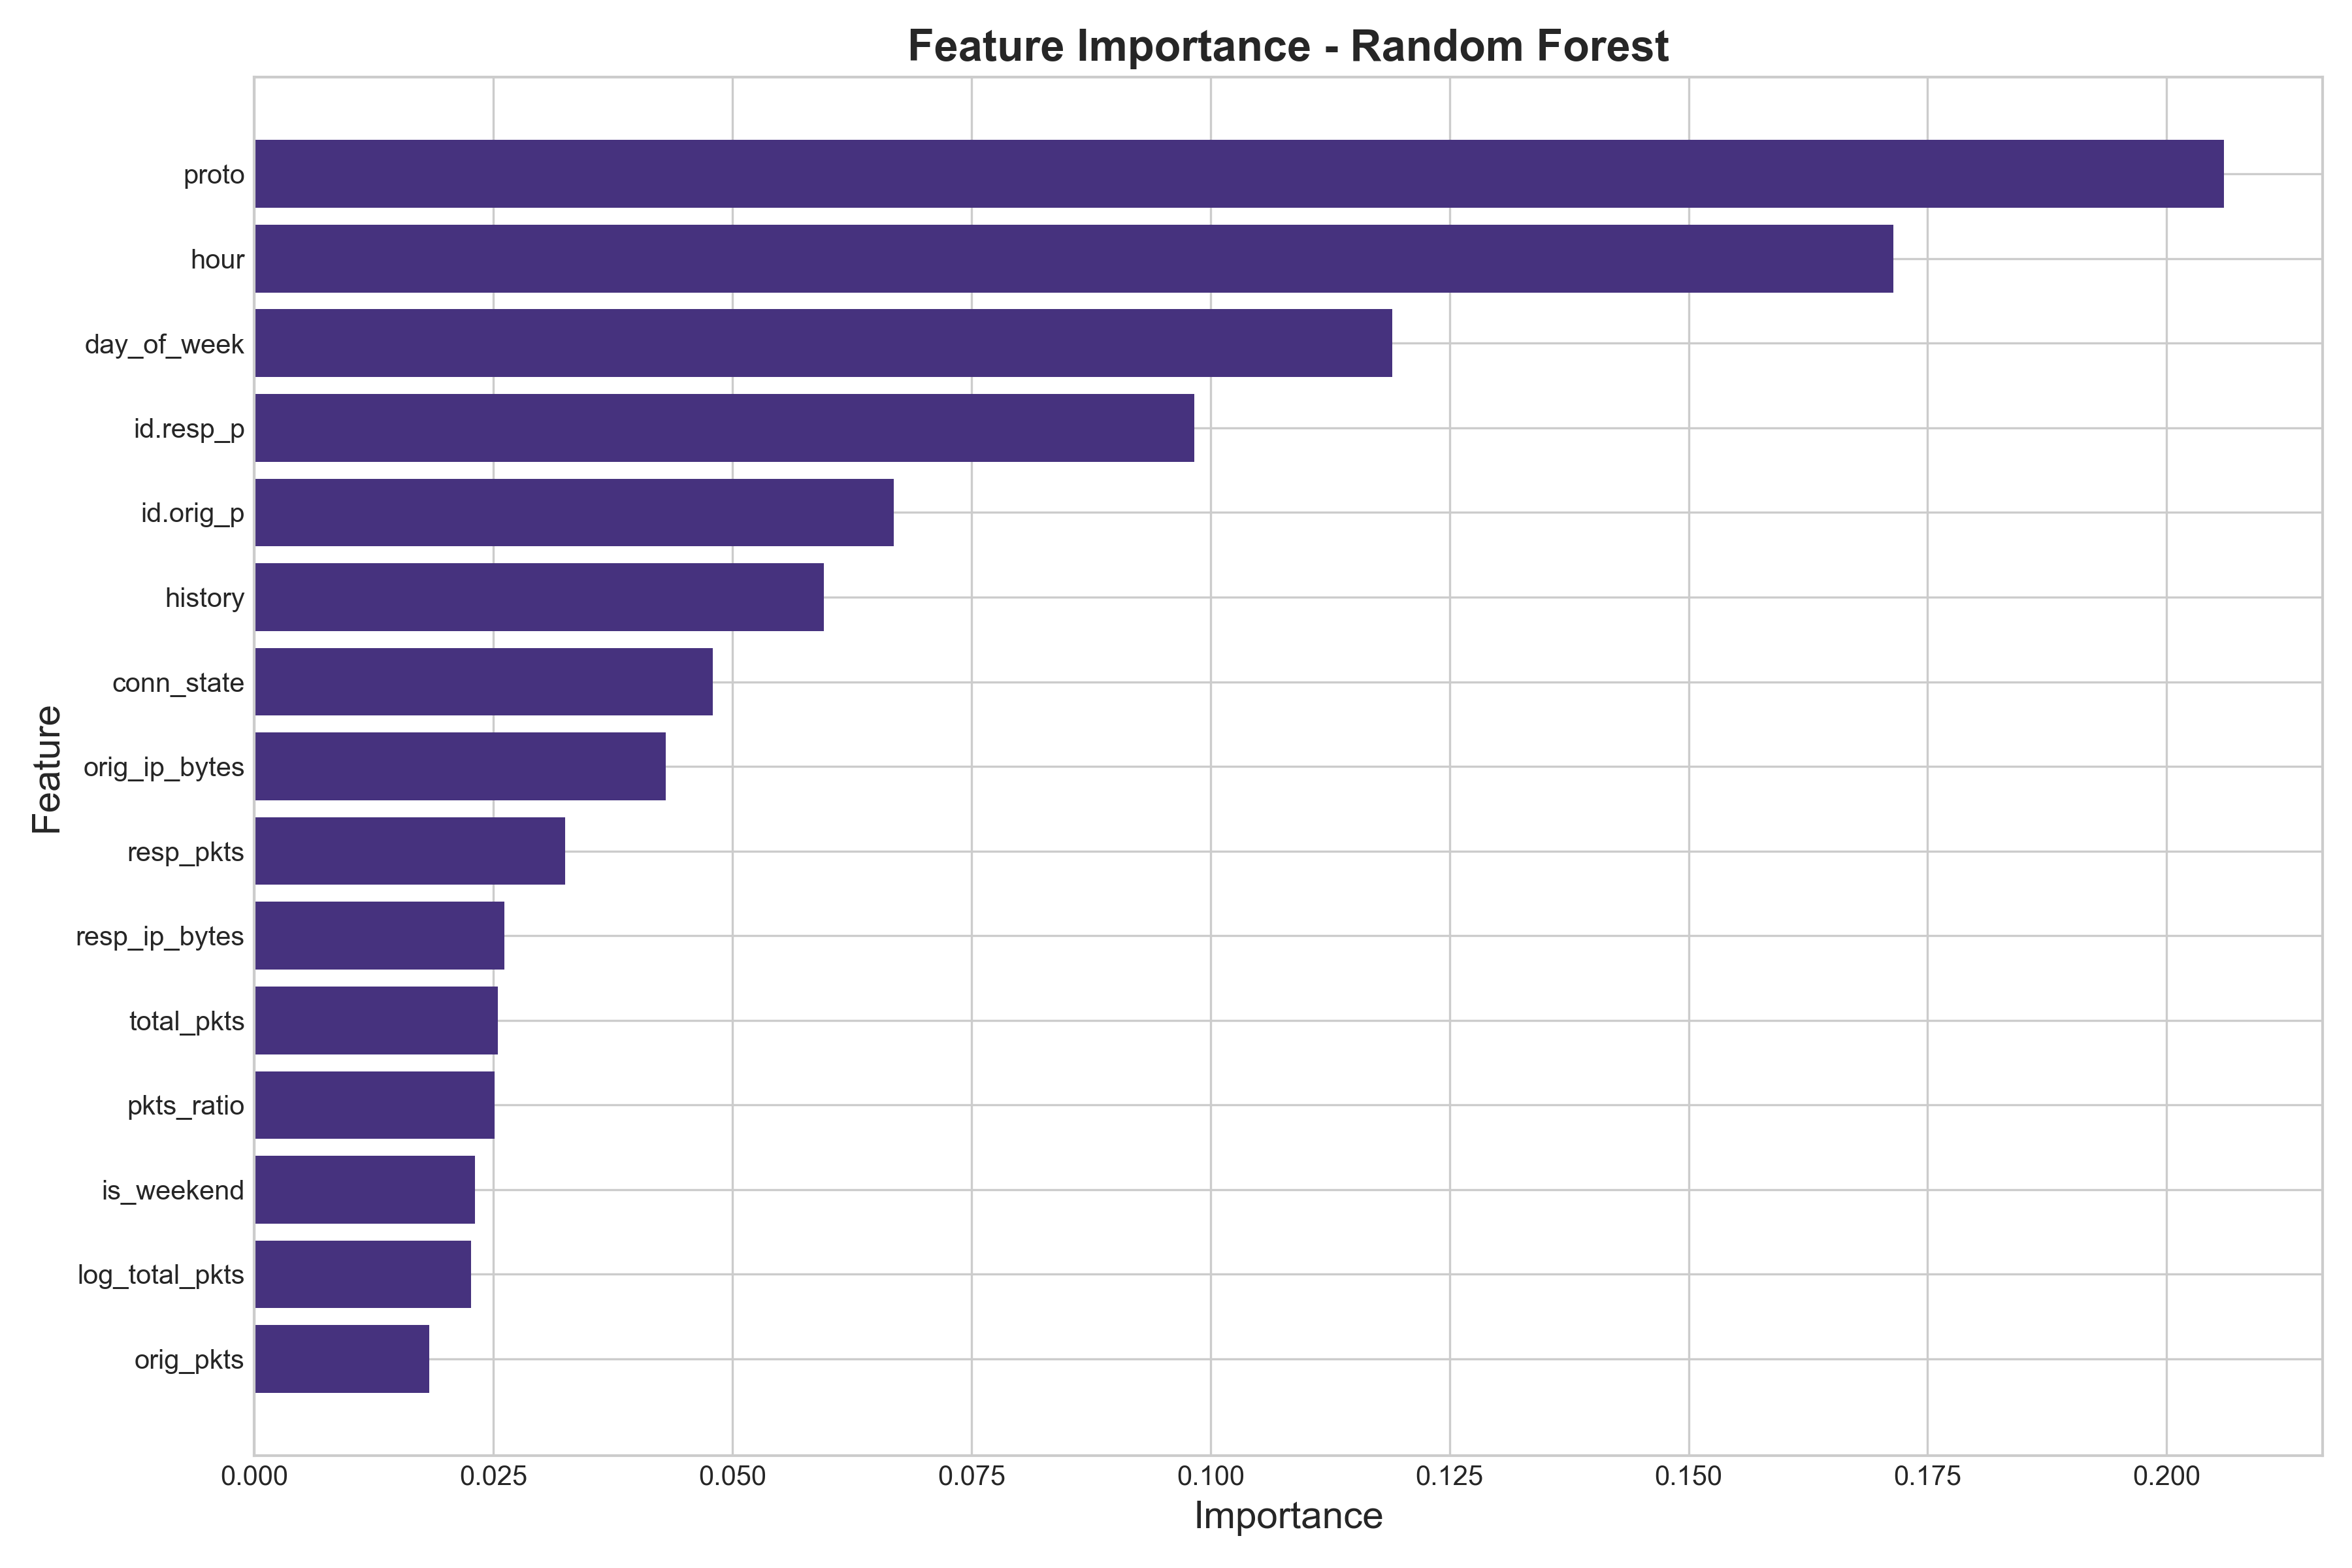 Feature Importance - Random Forest
proto
hour
day_of_week
id.resp_p
id.orig_p
history
conn_state
orig_ip_bytes
resp_pkts
resp_ip_bytes
total_pkts
pkts_ratio
is_weekend
log_total_pkts
orig_pkts
Feature
0.000 0.025 0.050 0.075 0.100 0.125 0.150 0.175 0.200
Importance